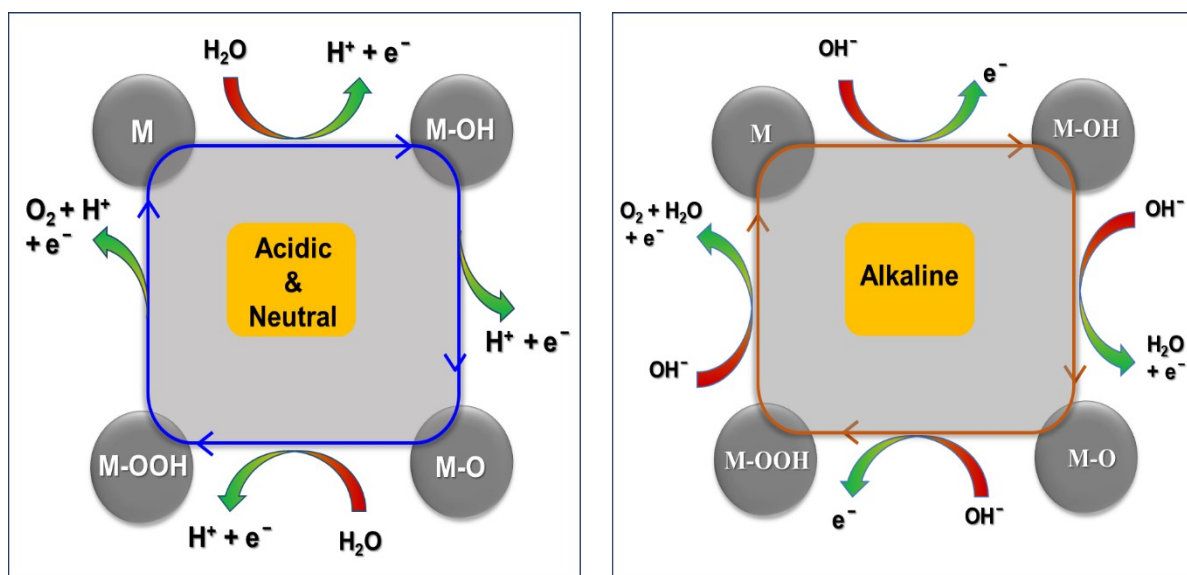 H₂O
H⁺ + e⁻
M
M-OH
O₂ + H⁺
+ e⁻
Acidic
&
Neutral
H⁺ + e⁻
M-OOH
M-O
H⁺ + e⁻
H₂O
OH⁻
e⁻
M
M-OH
O₂ + H₂O
+ e⁻
OH⁻
Alkaline
OH⁻
H₂O
+ e⁻
M-OOH
M-O
e⁻
OH⁻